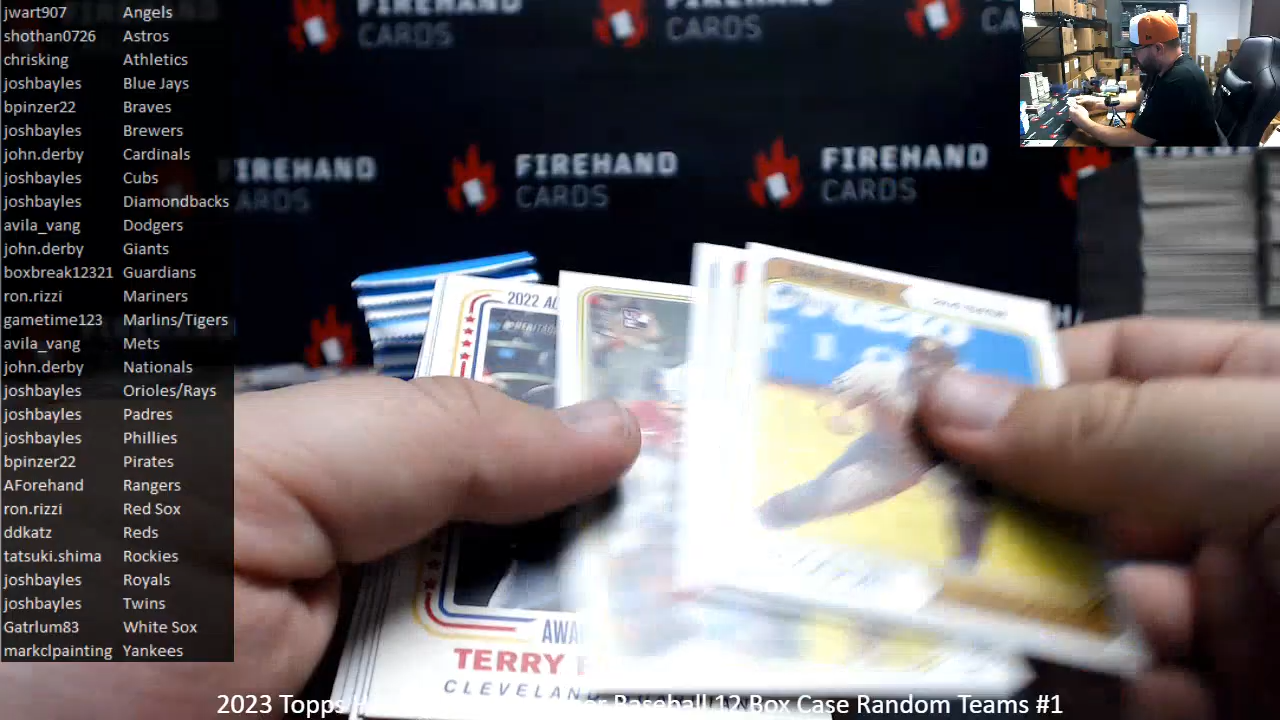 jwart907 Angels
shothan0726 Astros
chrisking Athletics
joshbayles Blue Jays
bpinzer22 Braves
joshbayles Brewers
john.derby Cardinals
joshbayles Cubs
joshbayles Diamondbacks
avila_vang Dodgers
john.derby Giants
boxbreak12321 Guardians
ron.rizzi Mariners
gametime123 Marlins/Tigers
avila_vang Mets
john.derby Nationals
joshbayles Orioles/Rays
joshbayles Padres
joshbayles Phillies
bpinzer22 Pirates
AForehand Rangers
ron.rizzi Red Sox
ddkatz Reds
tatsuki.shima Rockies
joshbayles Royals
joshbayles Twins
Gatrlum83 White Sox
markclpainting Yankees
FIREHAND
CARDS
FIREHAND
CARDS
FIREHAND
CARDS
2022
TERRY
CLEVELAND
2023 Topps Baseball 12 Box Case Random Teams #1